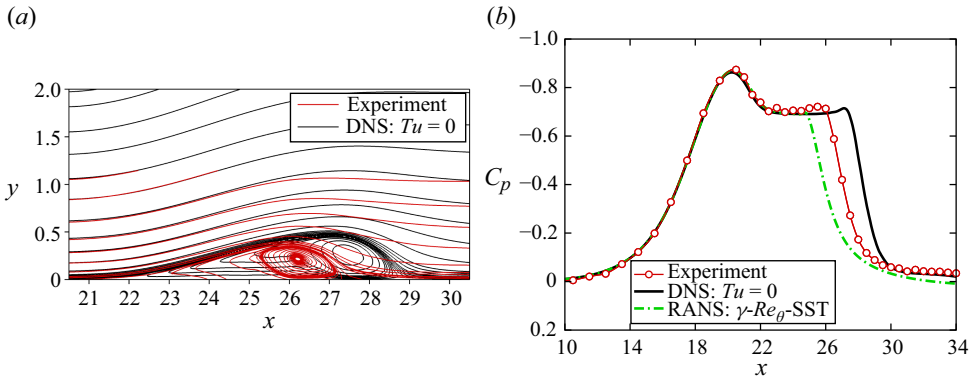 (a)
2.0
1.5
y 1.0
0.5
0
Experiment
DNS: Tu = 0
21 22 23 24 25 26 27 28 29 30
x
(b)
−1.0
−0.8
−0.6
Cp −0.4
−0.2
0
0.2
Experiment
DNS: Tu = 0
RANS: γ-Reθ-SST
10 14 18 22 26 30 34
x